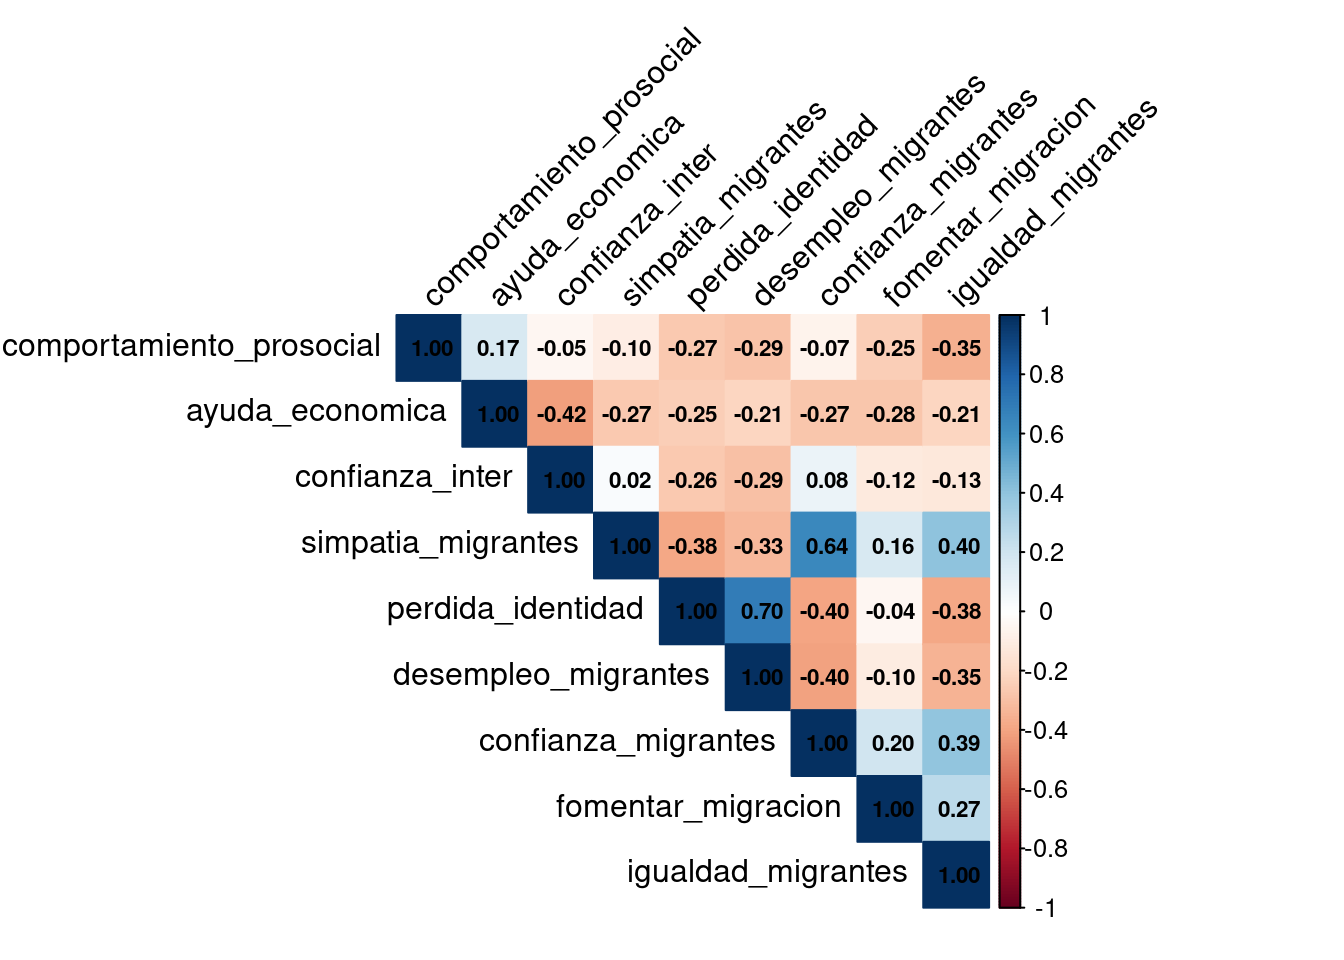 comportamiento_prosocial
ayuda_economica
confianza_inter
simpatia_migrantes
perdida_identidad
desempleo_migrantes
confianza_migrantes
fomentar_migracion
igualdad_migrantes
comportamiento_prosocial 1.00 0.17 -0.05 -0.10 -0.27 -0.29 -0.07 -0.25 -0.35
ayuda_economica 1.00 -0.42 -0.27 -0.25 -0.21 -0.27 -0.28 -0.21
confianza_inter 1.00 0.02 -0.26 -0.29 0.08 -0.12 -0.13
simpatia_migrantes 1.00 -0.38 -0.33 0.64 0.16 0.40
perdida_identidad 1.00 0.70 -0.40 -0.04 -0.38
desempleo_migrantes 1.00 -0.40 -0.10 -0.35
confianza_migrantes 1.00 0.20 0.39
fomentar_migracion 1.00 0.27
igualdad_migrantes 1.00
1
0.8
0.6
0.4
0.2
0
-0.2
-0.4
-0.6
-0.8
-1